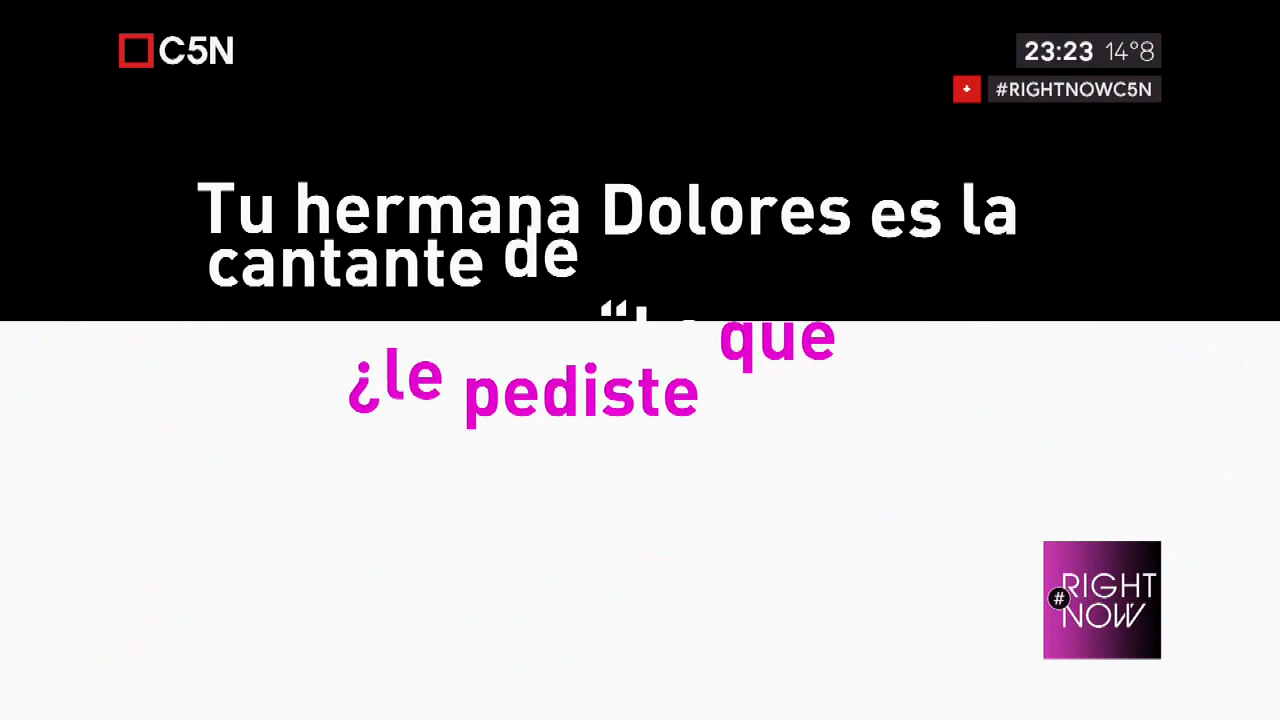 C5N
23:23 14°8
+ #RIGHTNOWC5N
Tu hermana Dolores es la
cantante de
¿le pediste que
#RIGHT
NOW